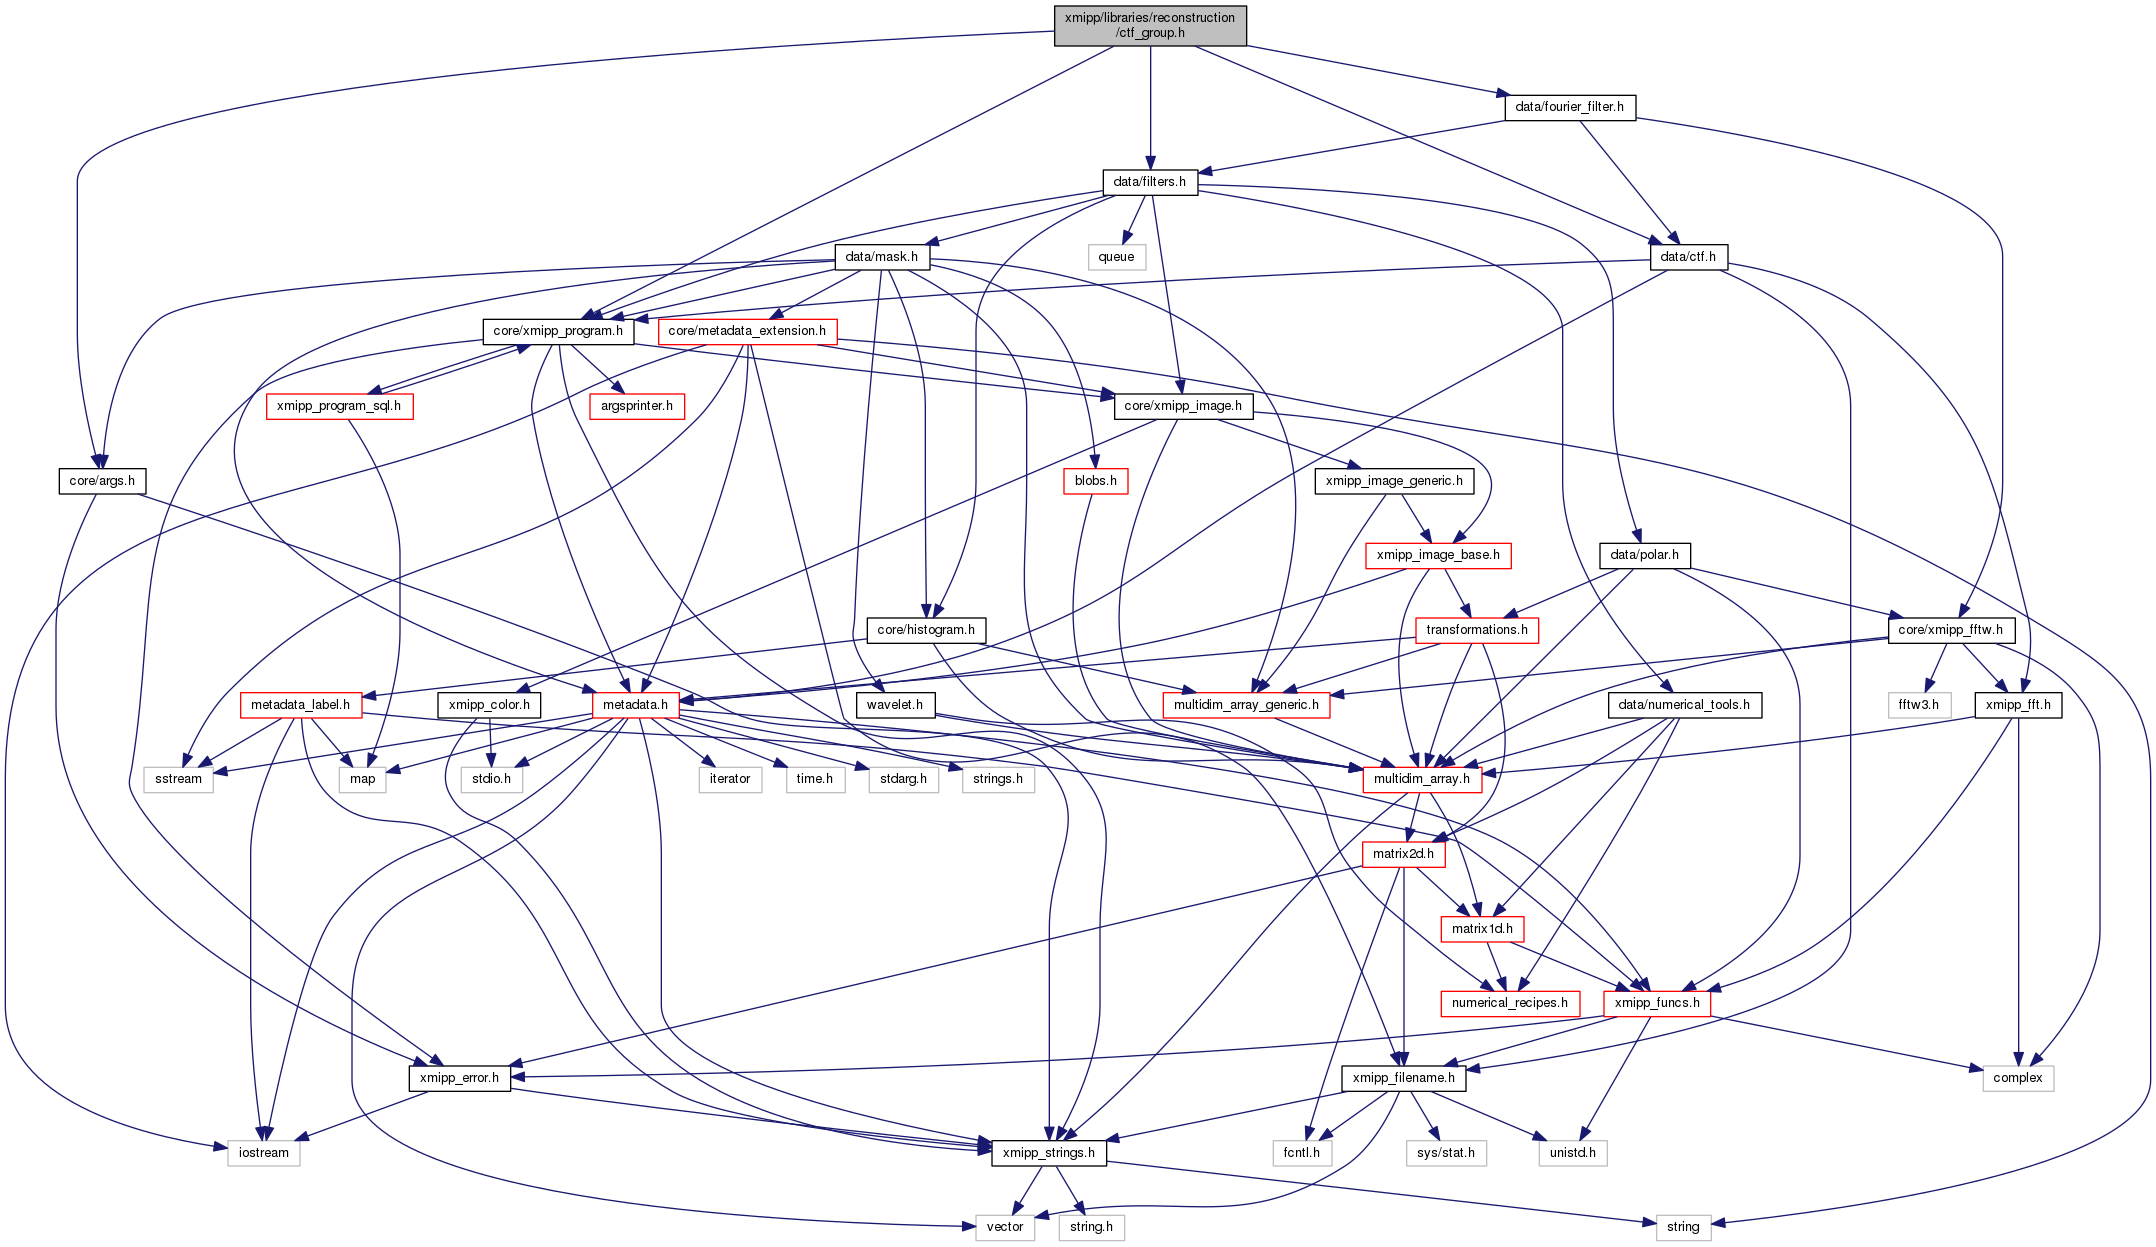 xmipp/libraries/reconstruction
/ctf_group.h
data/fourier_filter.h
data/filters.h
data/mask.h
queue
data/ctf.h
core/xmipp_program.h
core/metadata_extension.h
xmipp_program_sql.h
argsprinter.h
core/xmipp_image.h
core/args.h
blobs.h
xmipp_image_generic.h
xmipp_image_base.h
data/polar.h
core/histogram.h
transformations.h
core/xmipp_fftw.h
metadata_label.h
xmipp_color.h
metadata.h
wavelet.h
multidim_array_generic.h
data/numerical_tools.h
fftw3.h
xmipp_fft.h
sstream
map
stdio.h
iterator
time.h
stdarg.h
strings.h
multidim_array.h
matrix2d.h
matrix1d.h
numerical_recipes.h
xmipp_funcs.h
xmipp_error.h
xmipp_filename.h
complex
iostream
xmipp_strings.h
fcntl.h
sys/stat.h
unistd.h
vector
string.h
string